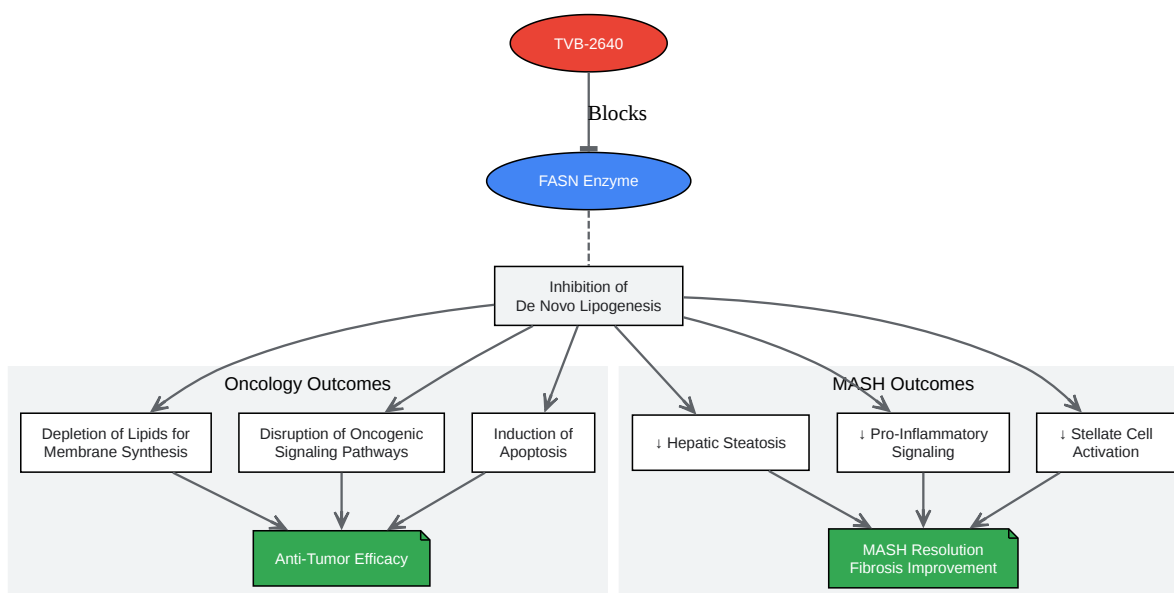 TVB-2640
Blocks
FASN Enzyme
Inhibition of
De Novo Lipogenesis
Oncology Outcomes
Depletion of Lipids for
Membrane Synthesis
Disruption of Oncogenic
Signaling Pathways
Induction of
Apoptosis
Anti-Tumor Efficacy
MASH Outcomes
↓ Hepatic Steatosis
↓ Pro-Inflammatory
Signaling
↓ Stellate Cell
Activation
MASH Resolution
Fibrosis Improvement